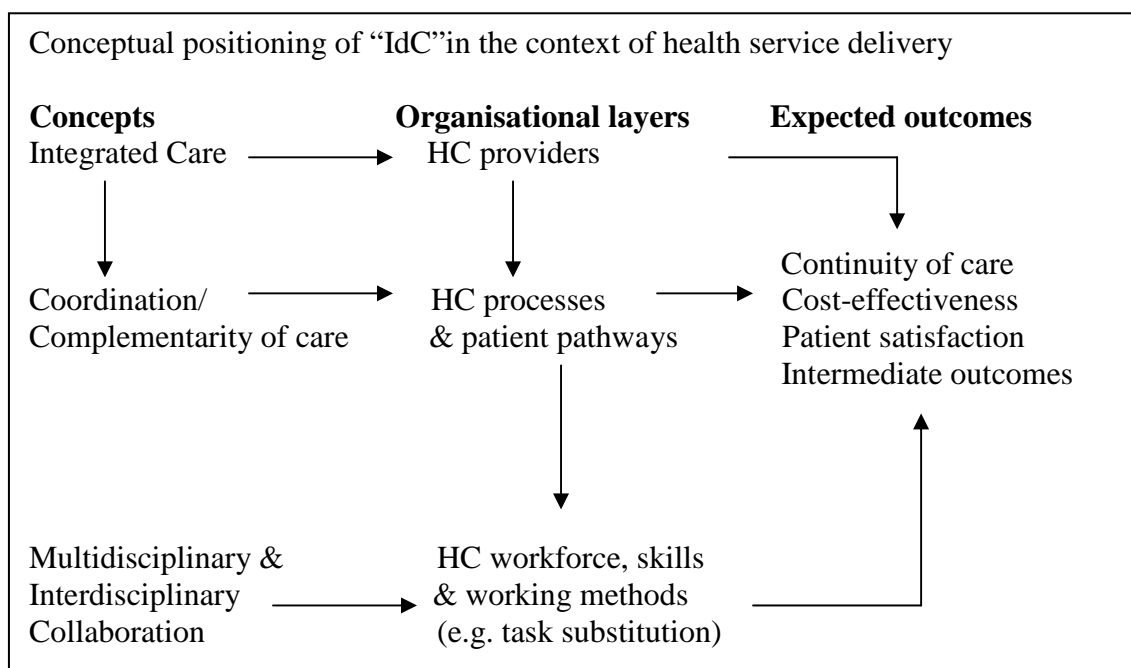 Conceptual positioning of “IdC”in the context of health service delivery
Concepts
Organisational layers
Expected outcomes
Integrated Care
HC providers
Coordination/
Complementarity of care
HC processes
& patient pathways
Continuity of care
Cost-effectiveness
Patient satisfaction
Intermediate outcomes
Multidisciplinary &
Interdisciplinary
Collaboration
HC workforce, skills
& working methods
(e.g. task substitution)